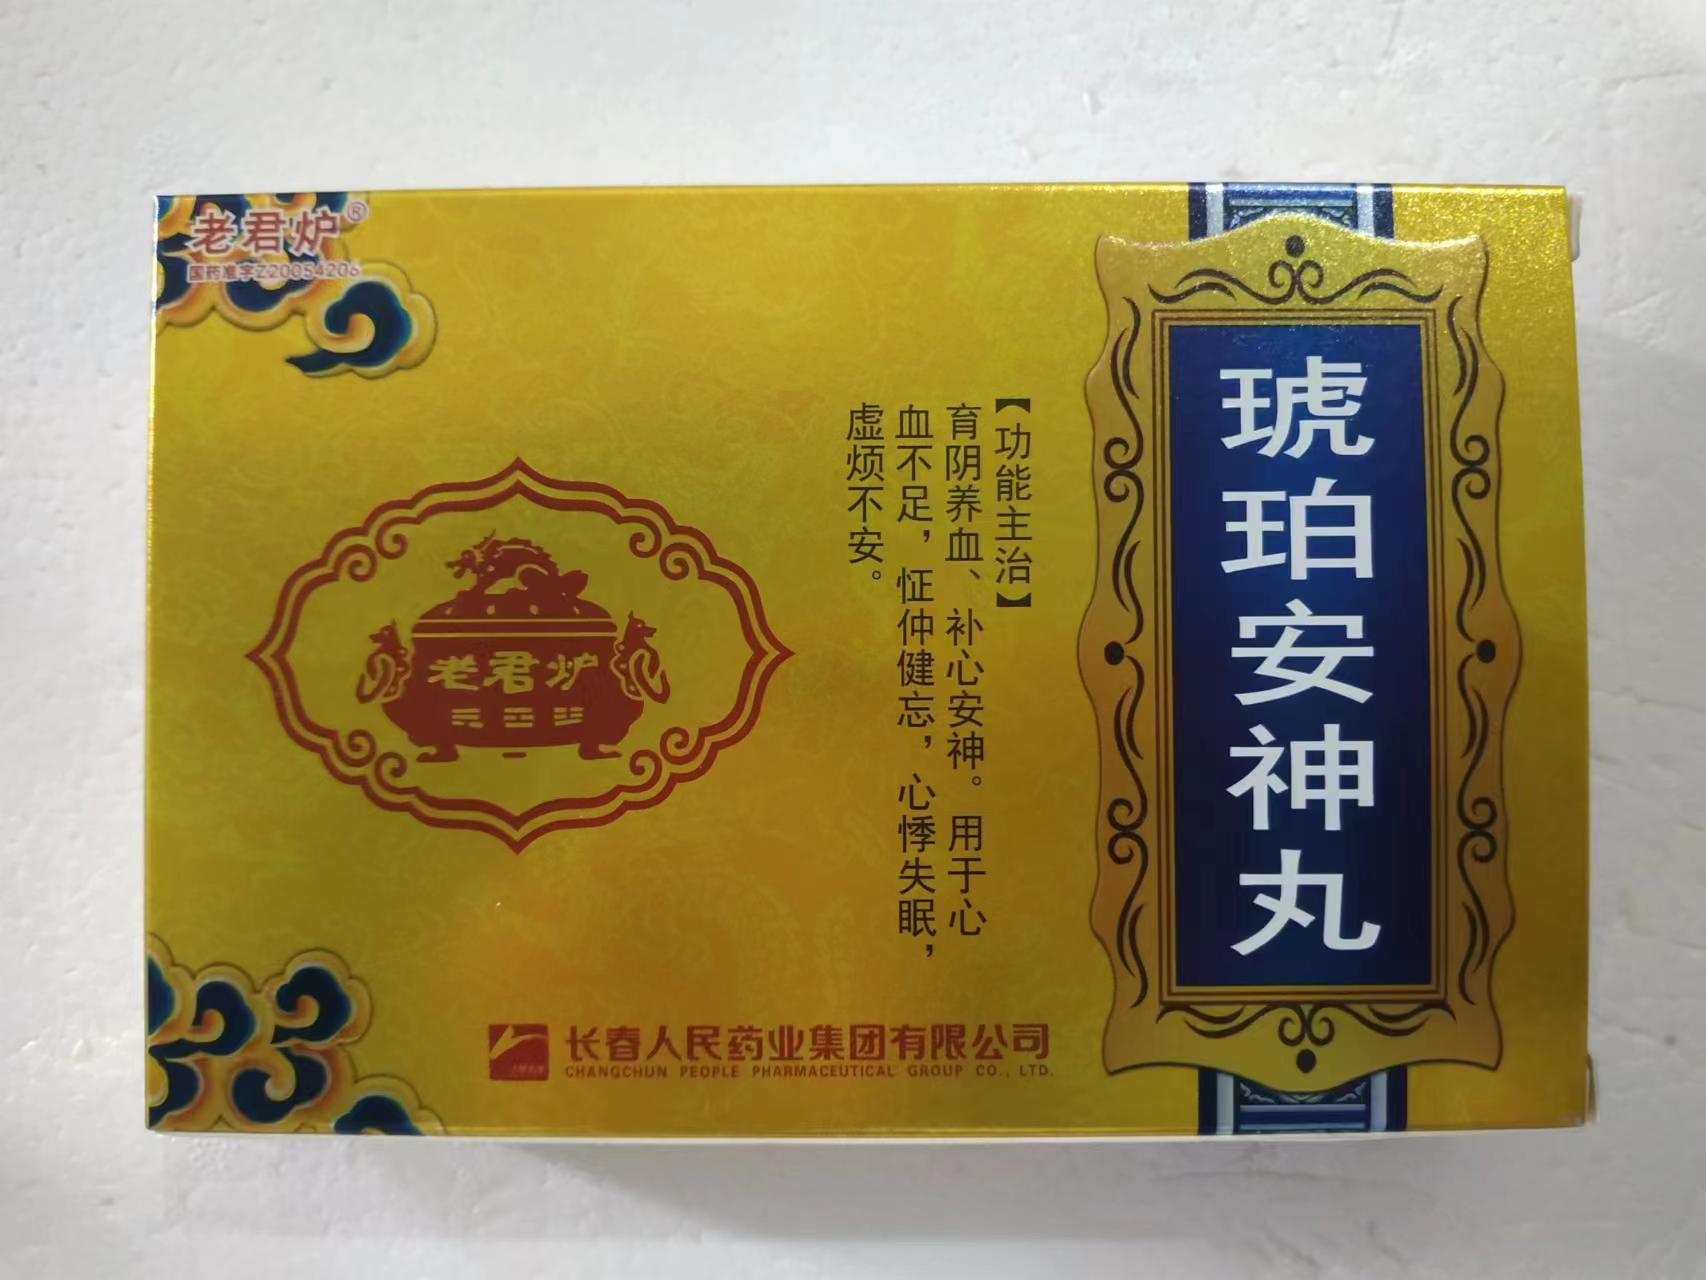 老君炉®
国药准字Z20054206
琥珀安神丸
【功能主治】
育阴养血、补心安神。用于心
血不足，怔仲健忘，心悸失眠，
虚烦不安。
老君炉
长春人民药业集团有限公司
CHANGCHUN PEOPLE PHARMACEUTICAL GROUP CO., LTD.